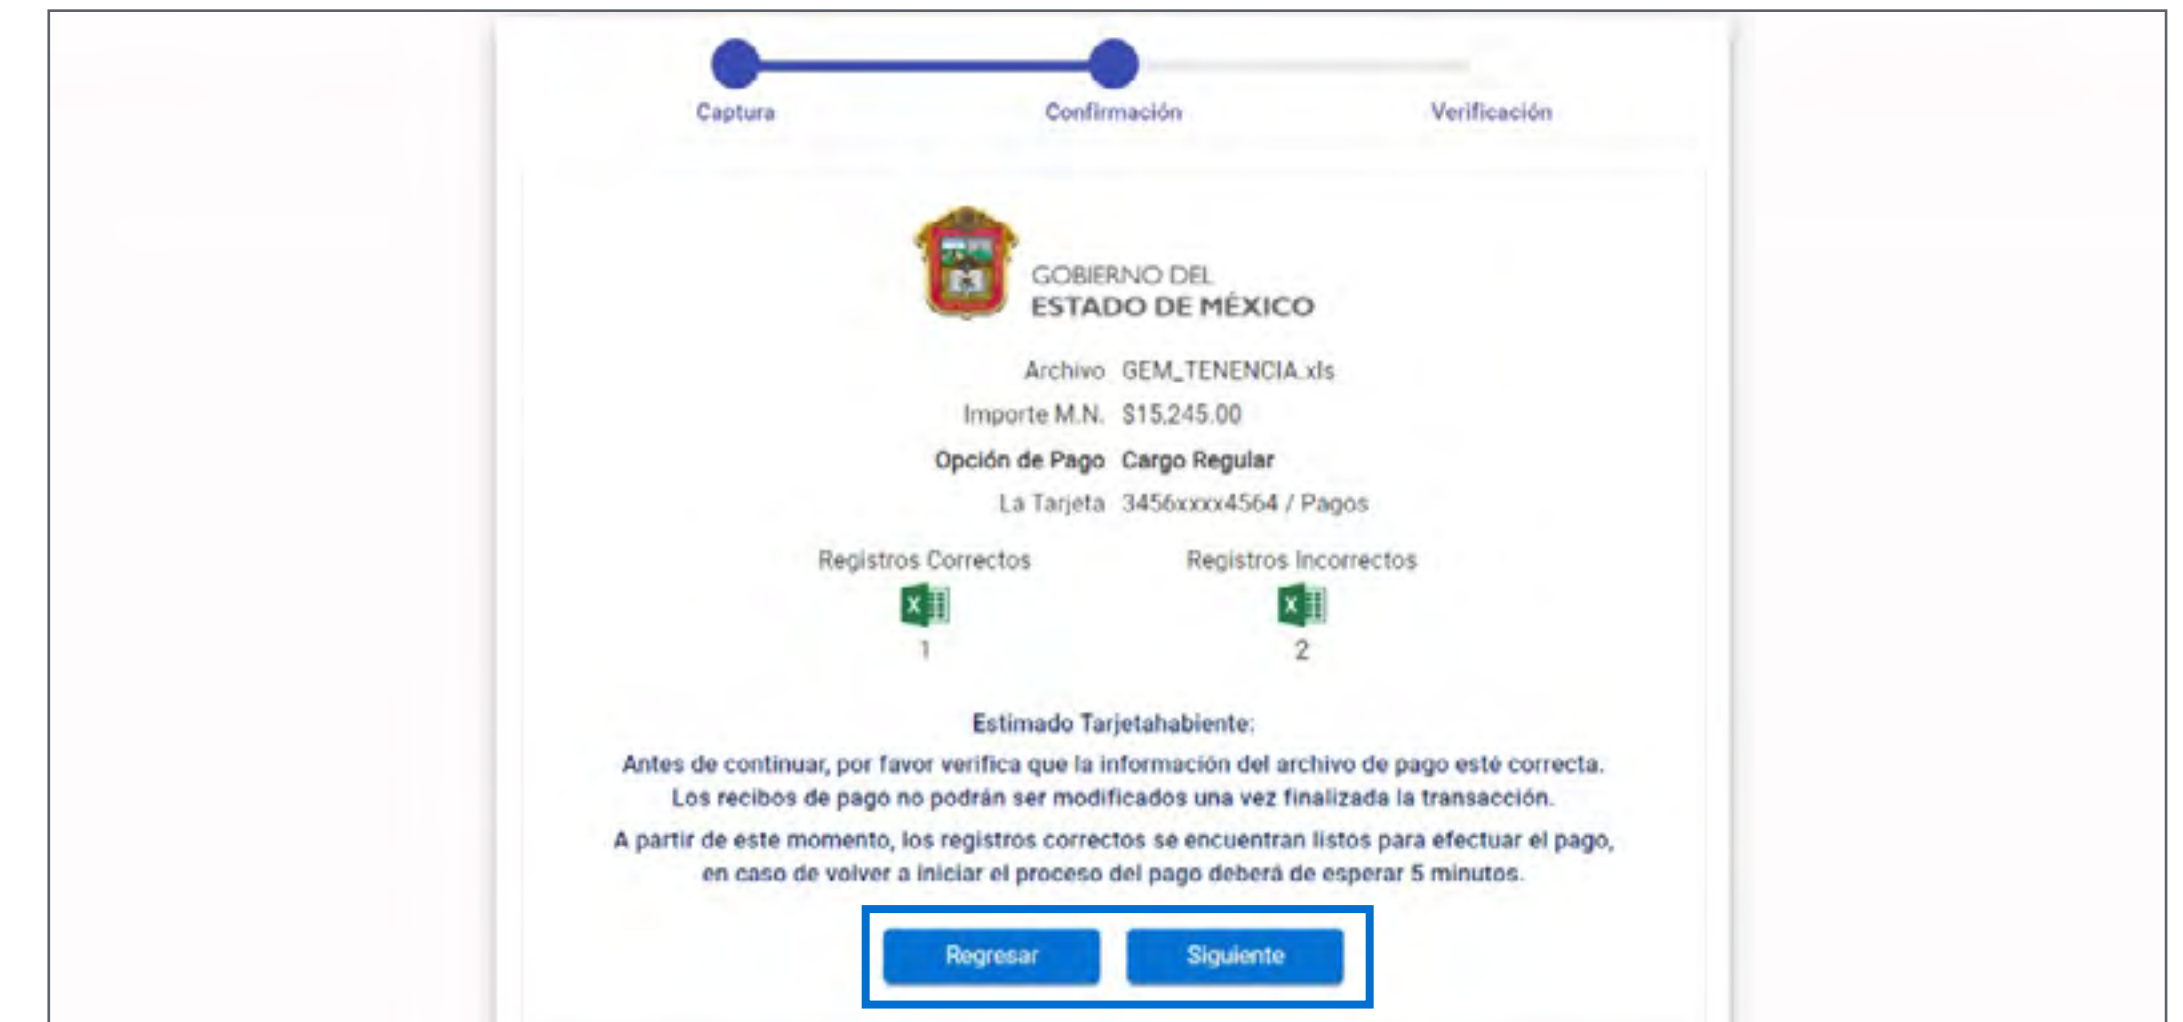 Captura
Confirmación
Verificación
GOBIERNO DEL
ESTADO DE MÉXICO
Archivo GEM_TENENCIA.xls
Importe M.N. $15,245.00
Opción de Pago Cargo Regular
La Tarjeta 3456xxxx4564 / Pagos
Registros Correctos
Registros Incorrectos
1
2
Estimado Tarjetahabiente:
Antes de continuar, por favor verifica que la información del archivo de pago esté correcta.
Los recibos de pago no podrán ser modificados una vez finalizada la transacción.
A partir de este momento, los registros correctos se encuentran listos para efectuar el pago,
en caso de volver a iniciar el proceso del pago deberá de esperar 5 minutos.
Regresar
Siguiente